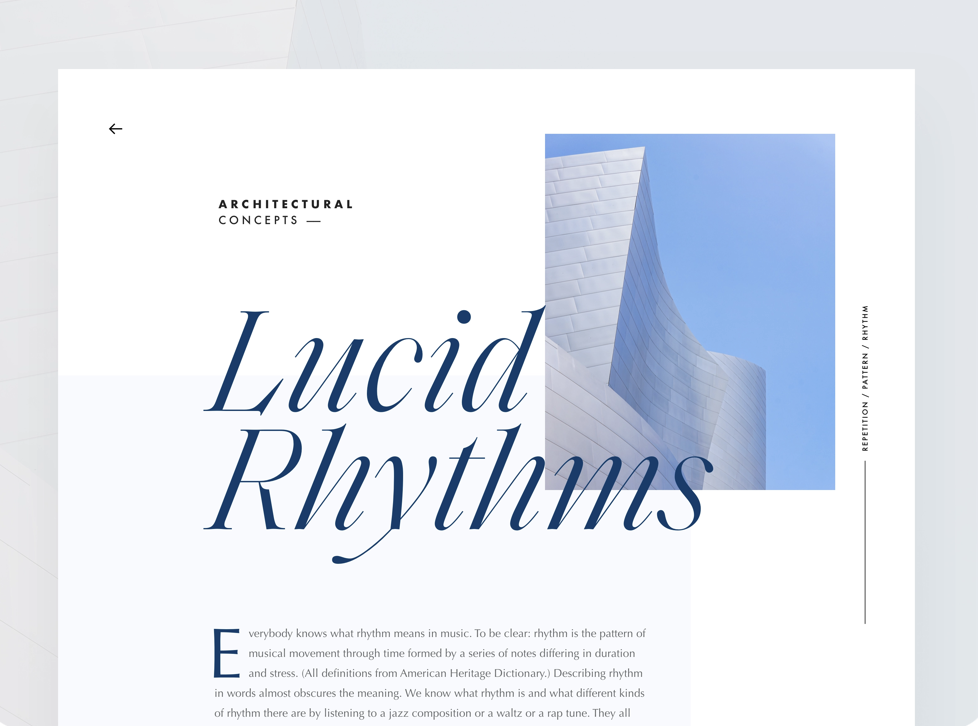 ARCHITECTURAL
CONCEPTS —
Lucid
Rhythms
REPETITION / PATTERN / RHYTHM
Everybody knows what rhythm means in music. To be clear: rhythm is the pattern of
musical movement through time formed by a series of notes differing in duration
and stress. (All definitions from American Heritage Dictionary.) Describing rhythm
in words almost obscures the meaning. We know what rhythm is and what different kinds
of rhythm there are by listening to a jazz composition or a waltz or a rap tune. They all